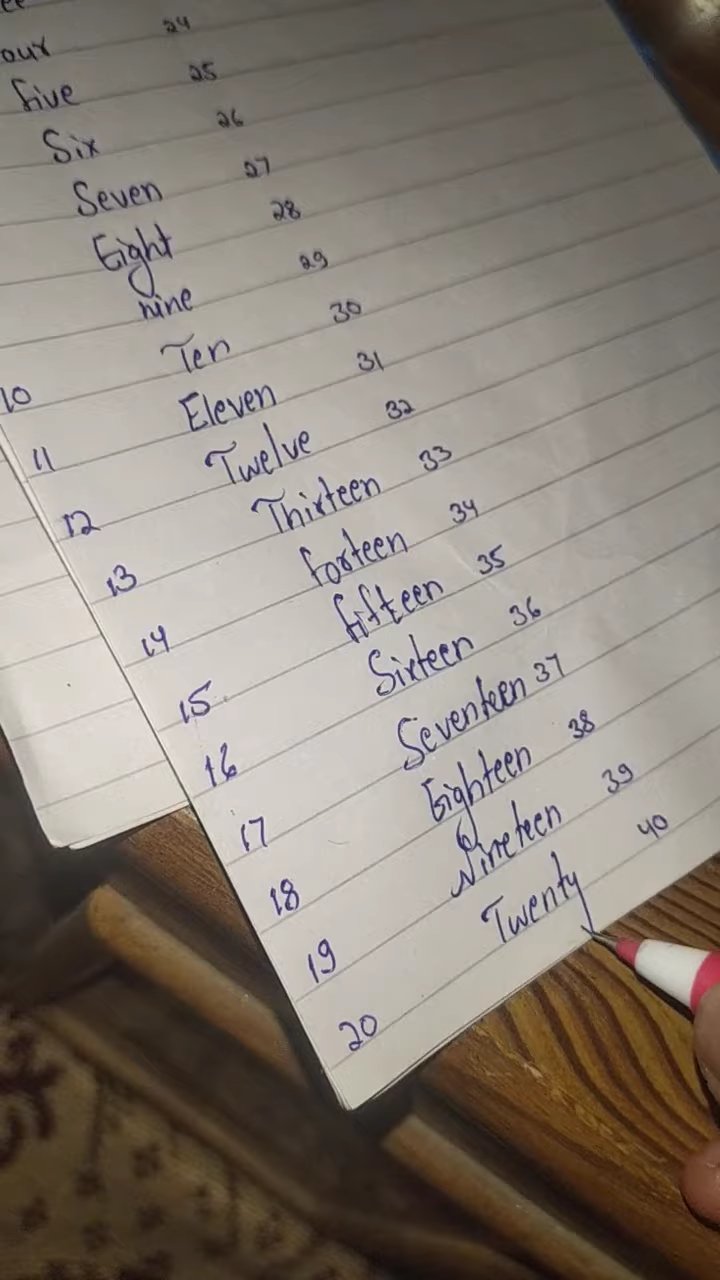 ee
our 24
five 25
Six 26
Seven 27
Eight 28
nine 29
10 Ten 30
11 Eleven 31
12 Twelve 32
13 Thirteen 33
14 forteen 34
15 fifteen 35
16 Sixteen 36
17 Seventeen 37
18 Eighteen 38
19 Nineteen 39
20 Twenty 40